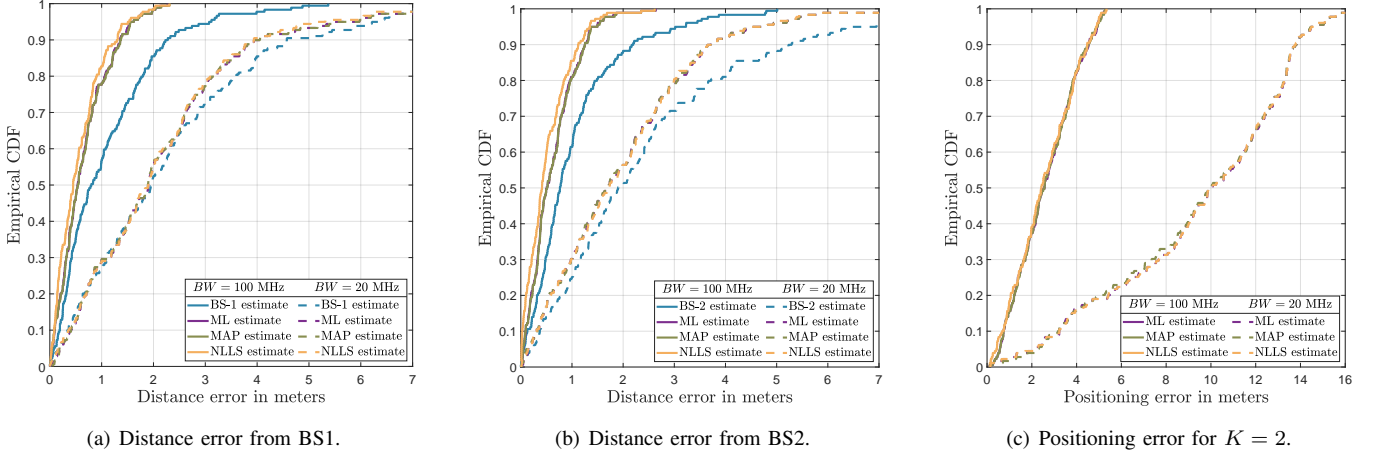 Empirical CDF
1
0.9
0.8
0.7
0.6
0.5
0.4
0.3
0.2
0.1
0
BW = 100 MHz BW = 20 MHz
BS-1 estimate BS-1 estimate
ML estimate ML estimate
MAP estimate MAP estimate
NLLS estimate NLLS estimate
0 1 2 3 4 5 6 7
Distance error in meters
(a) Distance error from BS1.
Empirical CDF
1
0.9
0.8
0.7
0.6
0.5
0.4
0.3
0.2
0.1
0
BW = 100 MHz BW = 20 MHz
BS-2 estimate BS-2 estimate
ML estimate ML estimate
MAP estimate MAP estimate
NLLS estimate NLLS estimate
0 1 2 3 4 5 6 7
Distance error in meters
(b) Distance error from BS2.
Empirical CDF
1
0.9
0.8
0.7
0.6
0.5
0.4
0.3
0.2
0.1
0
BW = 100 MHz BW = 20 MHz
ML estimate ML estimate
MAP estimate MAP estimate
NLLS estimate NLLS estimate
0 2 4 6 8 10 12 14 16
Positioning error in meters
(c) Positioning error for K = 2.